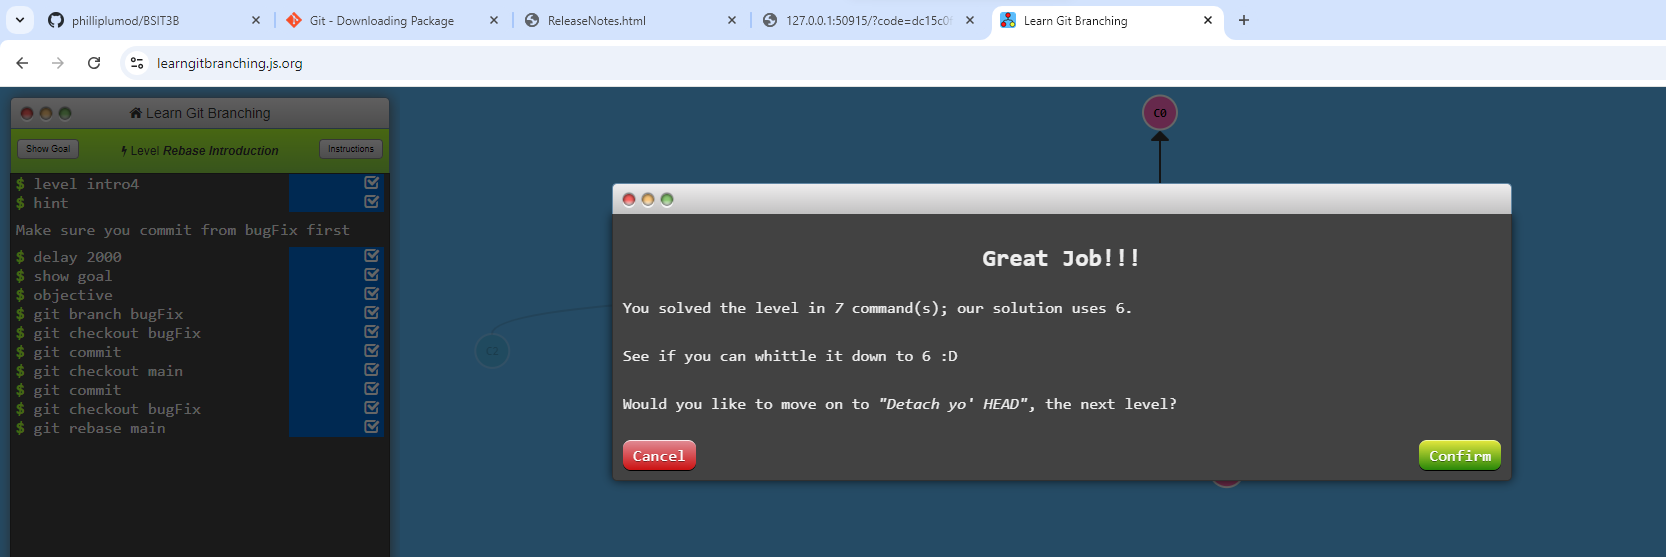 philliplumod/BSIT3B
Git - Downloading Package
ReleaseNotes.html
127.0.0.1:50915/?code=dc15c0
Learn Git Branching
learngitbranching.js.org
Learn Git Branching
Show Goal
Level Rebase Introduction
Instructions
$ level intro4
$ hint
Make sure you commit from bugFix first
$ delay 2000
$ show goal
$ objective
$ git branch bugFix
$ git checkout bugFix
$ git commit
$ git checkout main
$ git commit
$ git checkout bugFix
$ git rebase main
C0
C2
Great Job!!!
You solved the level in 7 command(s); our solution uses 6.
See if you can whittle it down to 6 :D
Would you like to move on to "Detach yo' HEAD", the next level?
Cancel
Confirm